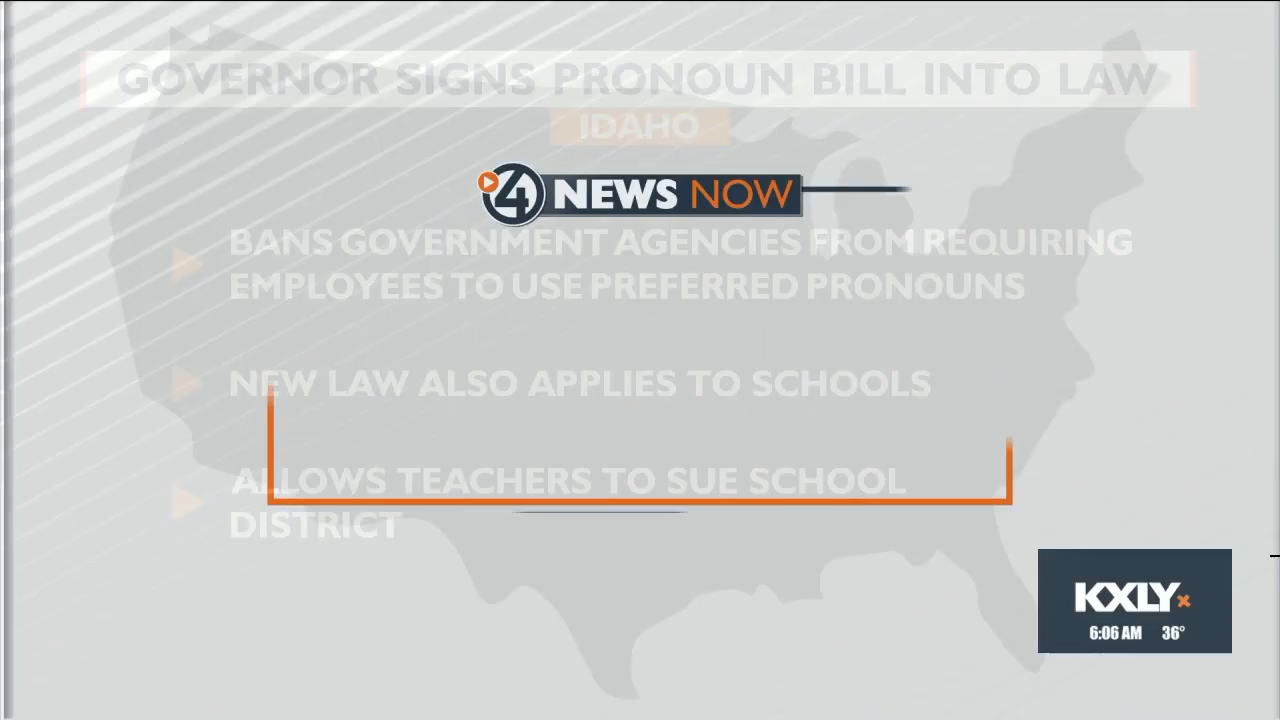 GOVERNOR SIGNS PRONOUN BILL INTO LAW
IDAHO
4 NEWS NOW
BANS GOVERNMENT AGENCIES FROM REQUIRING
EMPLOYEES TO USE PREFERRED PRONOUNS
NEW LAW ALSO APPLIES TO SCHOOLS
ALLOWS TEACHERS TO SUE SCHOOL
DISTRICT
KXLY
6:06 AM 36°